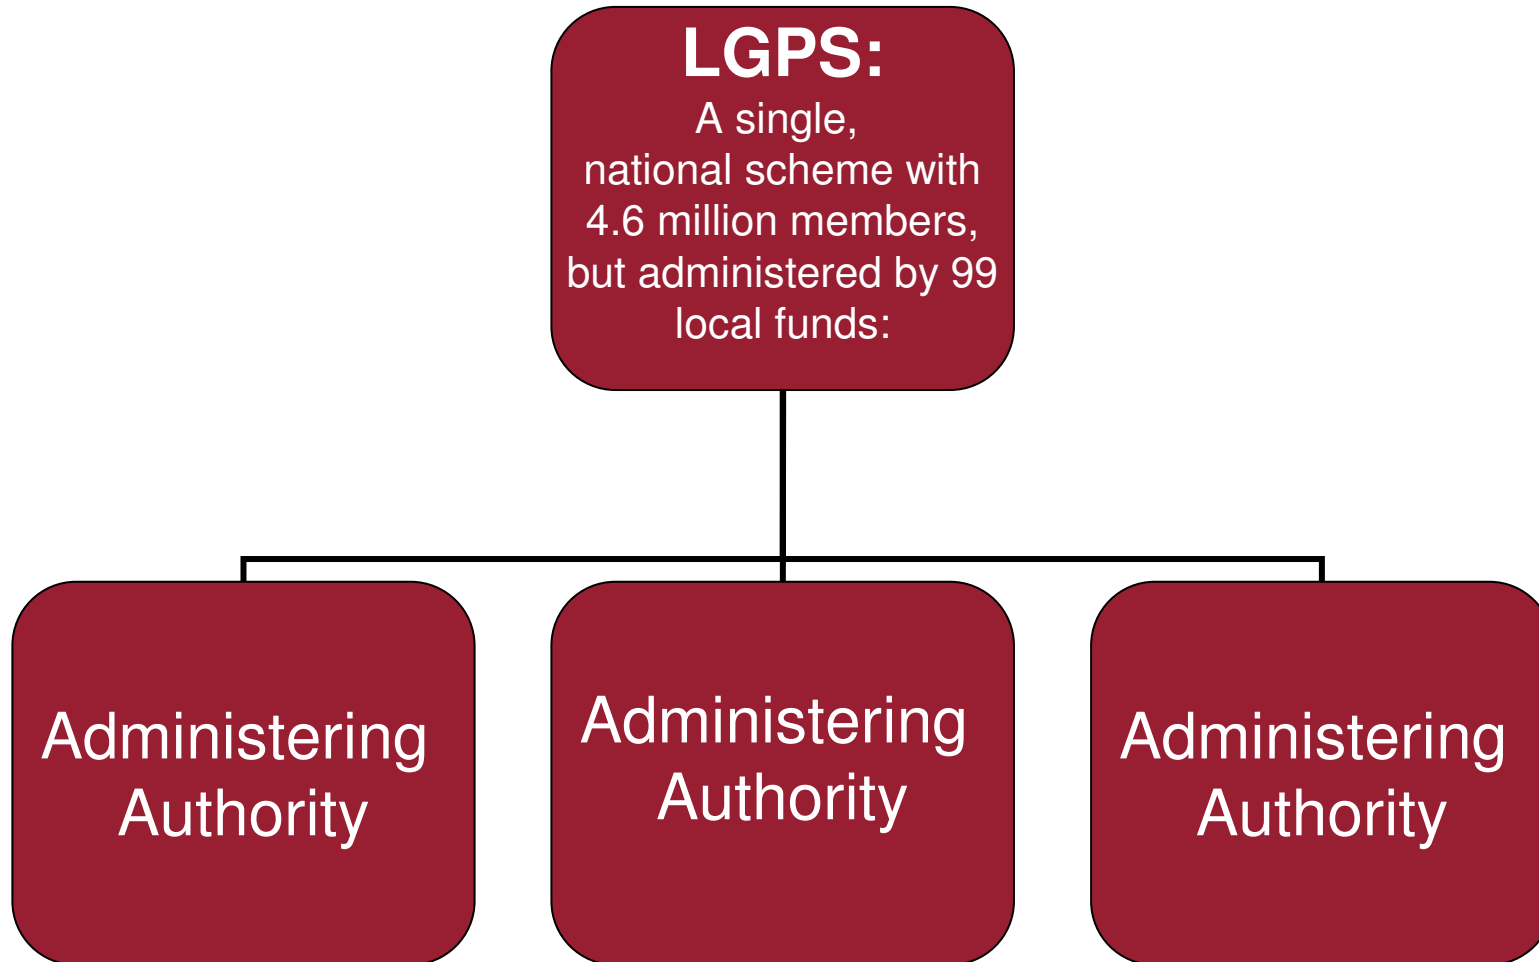 LGPS:
A single,
national scheme with
4.6 million members,
but administered by 99
local funds:
Administering
Authority
Administering
Authority
Administering
Authority